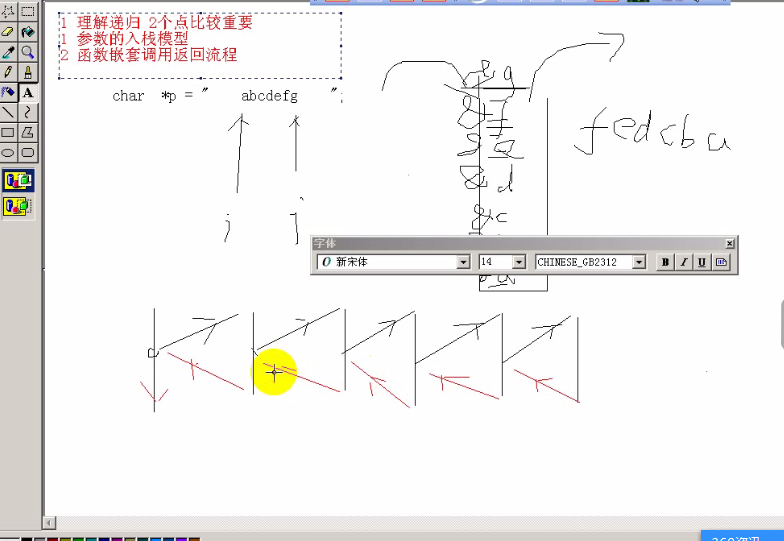 1 理解递归 2个点比较重要
1 参数的入栈模型
2 函数嵌套调用返回流程
char *p = " abcdefg ";
g
&f
&e
&d
&c
fedcba
i
j
字体
新宋体
14
CHINESE_GB2312
B I U